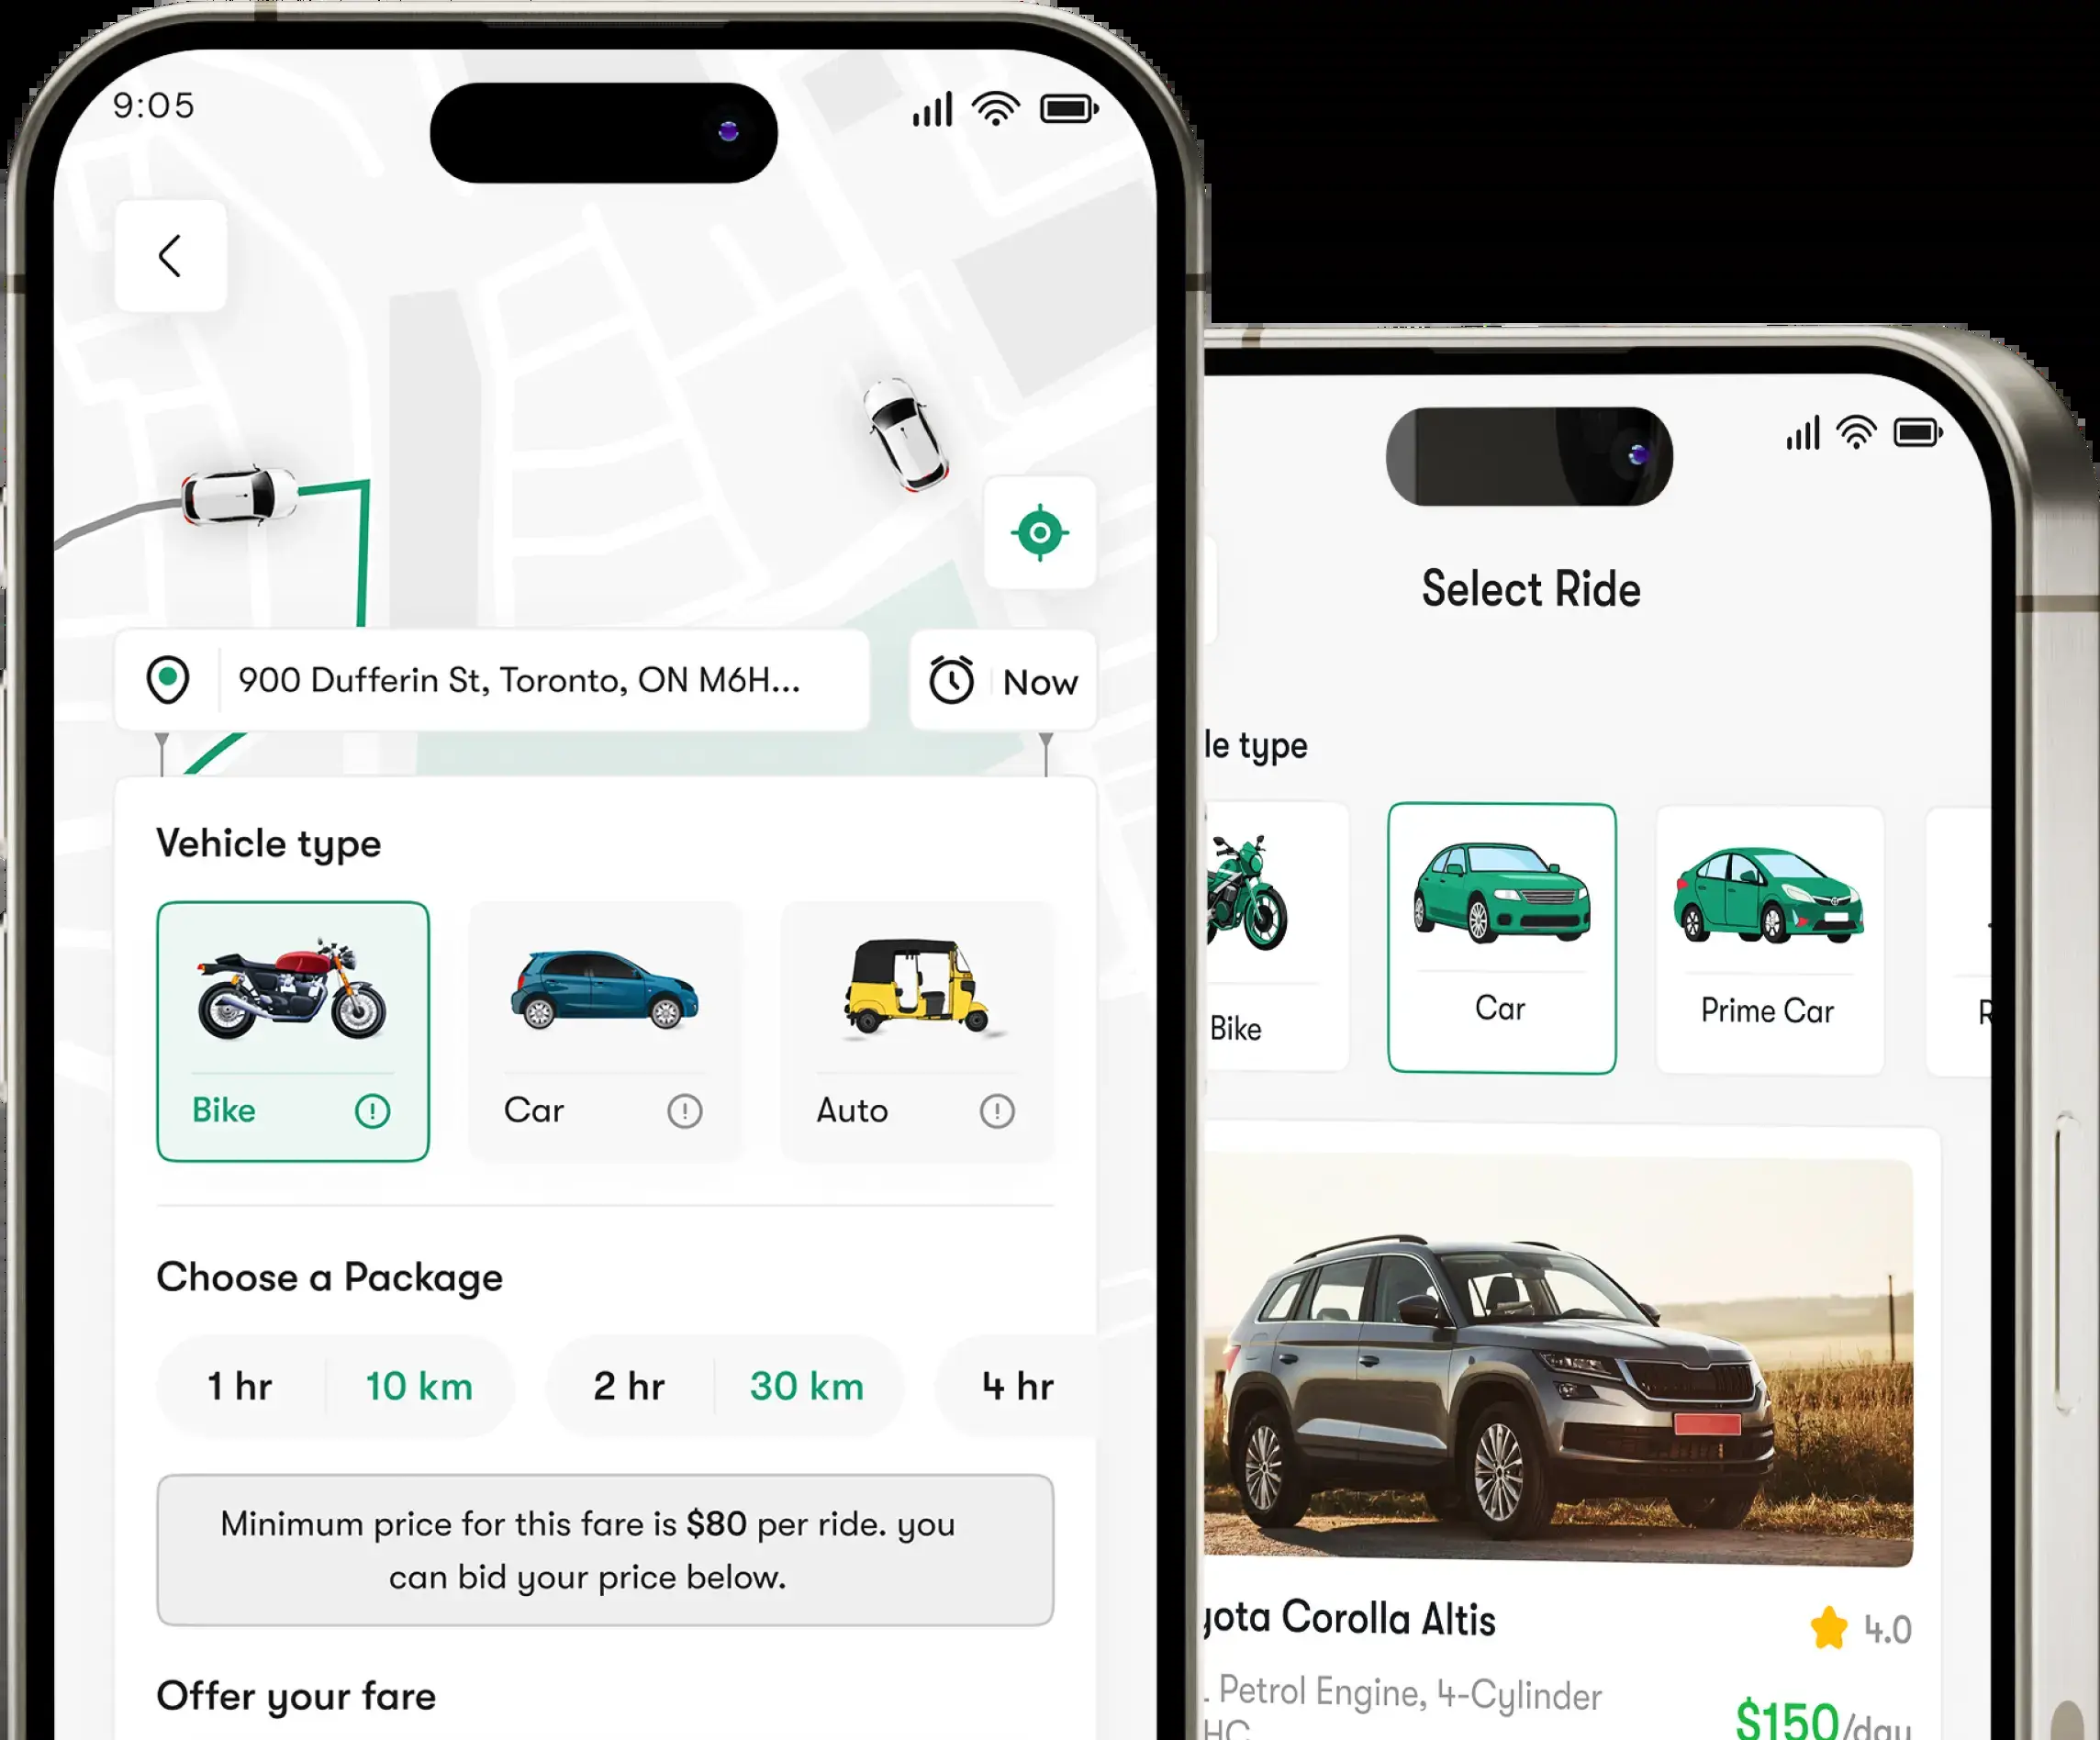 9:05
900 Dufferin St, Toronto, ON M6H...
Now
Vehicle type
Bike
Car
Auto
Choose a Package
1 hr
10 km
2 hr
30 km
4 hr
Minimum price for this fare is $80 per ride. you
can bid your price below.
Offer your fare
Select Ride
le type
Bike
Car
Prime Car
R
yota Corolla Altis
4.0
. Petrol Engine, 4-Cylinder
HC
$150/day